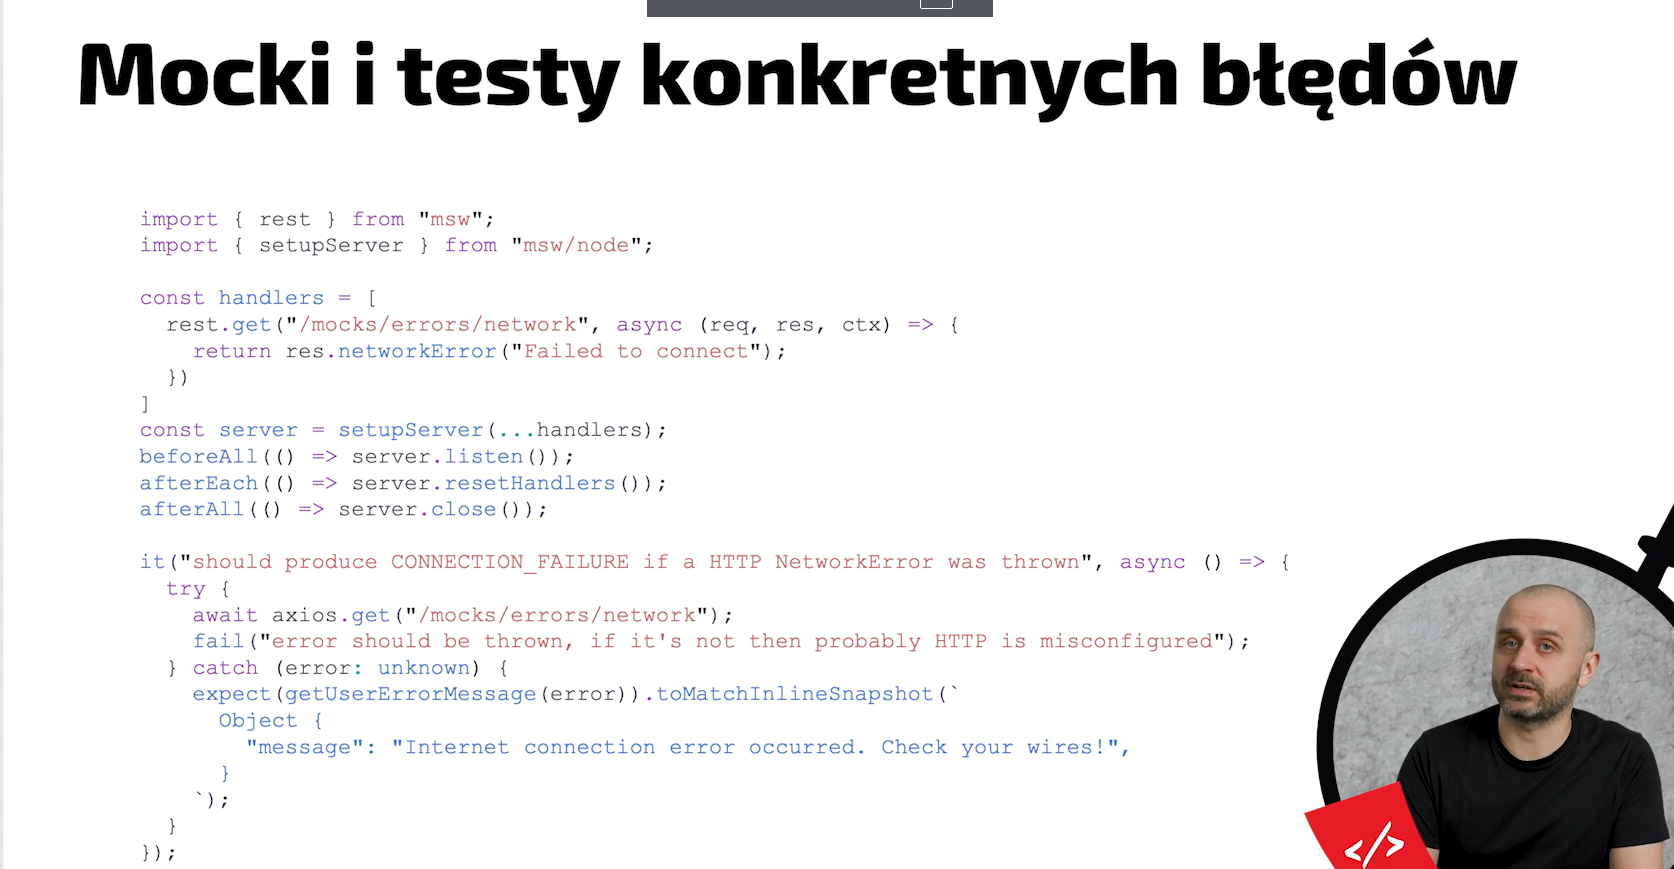 Mocki i testy konkretnych błędów
import { rest } from "msw";
import { setupServer } from "msw/node";
const handlers = [
  rest.get("/mocks/errors/network", async (req, res, ctx) => {
    return res.networkError("Failed to connect");
  })
]
const server = setupServer(...handlers);
beforeAll(() => server.listen());
afterEach(() => server.resetHandlers());
afterAll(() => server.close());
it("should produce CONNECTION_FAILURE if a HTTP NetworkError was thrown", async () => {
  try {
    await axios.get("/mocks/errors/network");
    fail("error should be thrown, if it's not then probably HTTP is misconfigured");
  } catch (error: unknown) {
    expect(getUserErrorMessage(error)).toMatchInlineSnapshot(`
      Object {
        "message": "Internet connection error occurred. Check your wires!",
      }
    `);
  }
});
</>